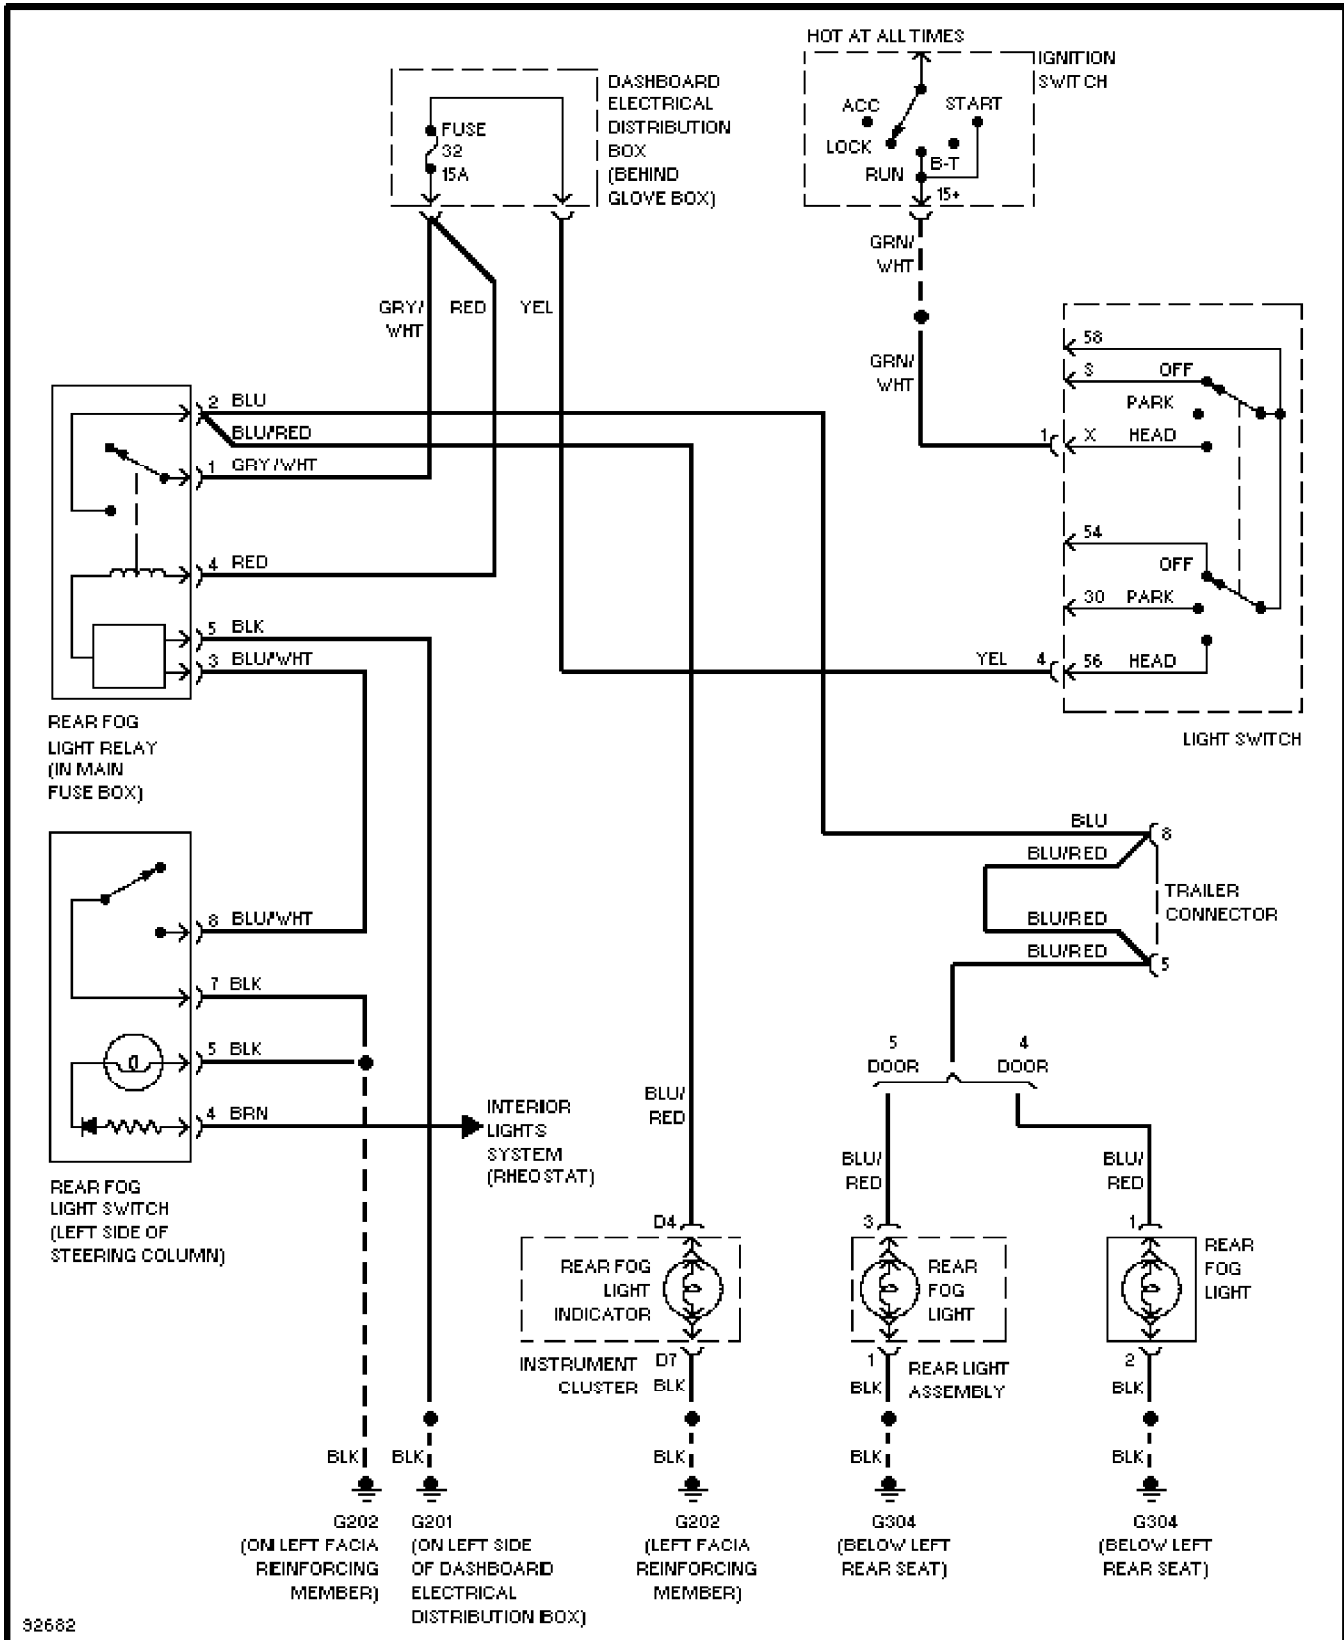 HOT AT ALL TIMES
IGNITION
SWITCH
ACC
START
LOCK
RUN
B-T
15+
DASHBOARD
ELECTRICAL
DISTRIBUTION
BOX
(BEHIND
GLOVE BOX)
FUSE
32
15A
GRN/
WHT
GRN/
WHT
GRY/
WHT
RED
YEL
58
S OFF
PARK
1 X HEAD
54
OFF
30 PARK
YEL 4 56 HEAD
LIGHT SWITCH
2 BLU
BLU/RED
1 GRY/WHT
4 RED
5 BLK
3 BLU/WHT
REAR FOG
LIGHT RELAY
(IN MAIN
FUSE BOX)
BLU 8
BLU/RED
TRAILER
CONNECTOR
BLU/RED
BLU/RED 5
8 BLU/WHT
7 BLK
5 BLK
4 BRN
INTERIOR
LIGHTS
SYSTEM
(RHEOSTAT)
REAR FOG
LIGHT SWITCH
(LEFT SIDE OF
STEERING COLUMN)
5
DOOR
4
DOOR
BLU/
RED
BLU/
RED
BLU/
RED
D4
REAR FOG
LIGHT
INDICATOR
INSTRUMENT
CLUSTER
D7
BLK
3
REAR
FOG
LIGHT
1
BLK
REAR LIGHT
ASSEMBLY
1
REAR
FOG
LIGHT
2
BLK
BLK
BLK
BLK
BLK
BLK
G202
(ON LEFT FACIA
REINFORCING
MEMBER)
G201
(ON LEFT SIDE
OF DASHBOARD
ELECTRICAL
DISTRIBUTION BOX)
G202
(LEFT FACIA
REINFORCING
MEMBER)
G304
(BELOW LEFT
REAR SEAT)
G304
(BELOW LEFT
REAR SEAT)
92682